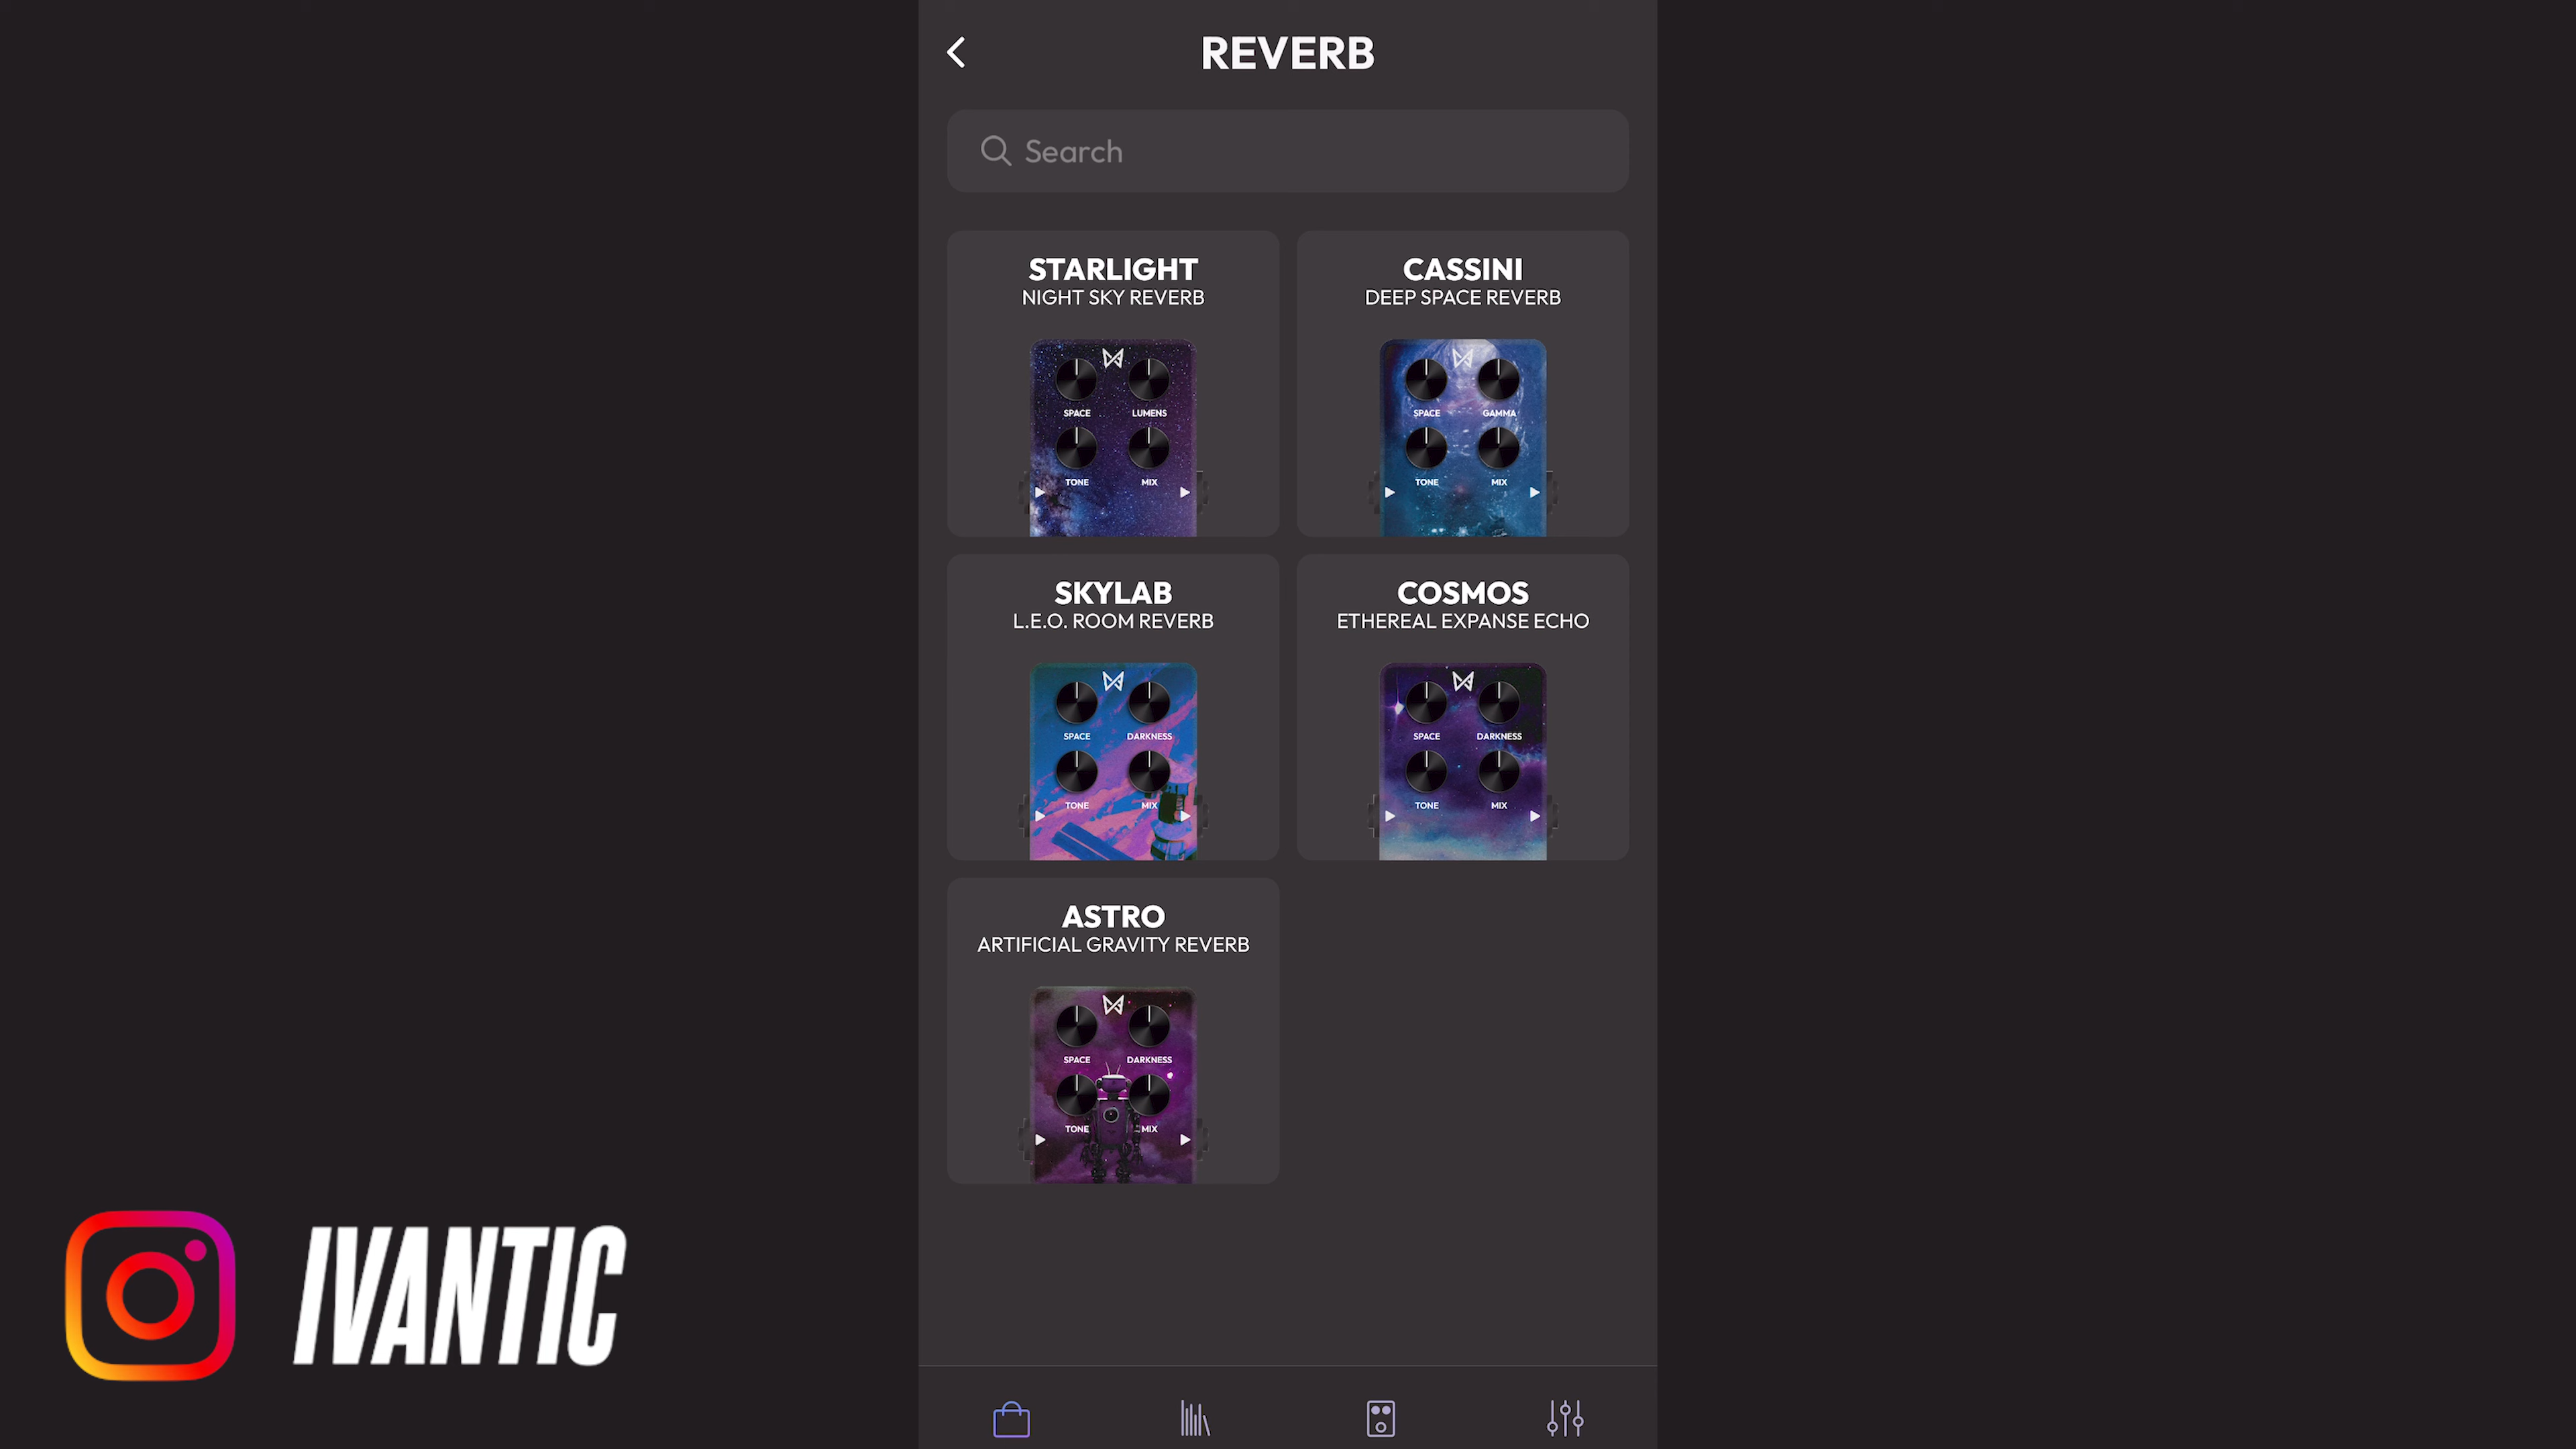 REVERB
Search
STARLIGHT
NIGHT SKY REVERB
SPACE LUMENS
TONE MIX
CASSINI
DEEP SPACE REVERB
SPACE GAMMA
TONE MIX
SKYLAB
L.E.O. ROOM REVERB
SPACE DARKNESS
TONE MIX
COSMOS
ETHEREAL EXPANSE ECHO
SPACE DARKNESS
TONE MIX
ASTRO
ARTIFICIAL GRAVITY REVERB
SPACE DARKNESS
TONE MIX
IVANTIC